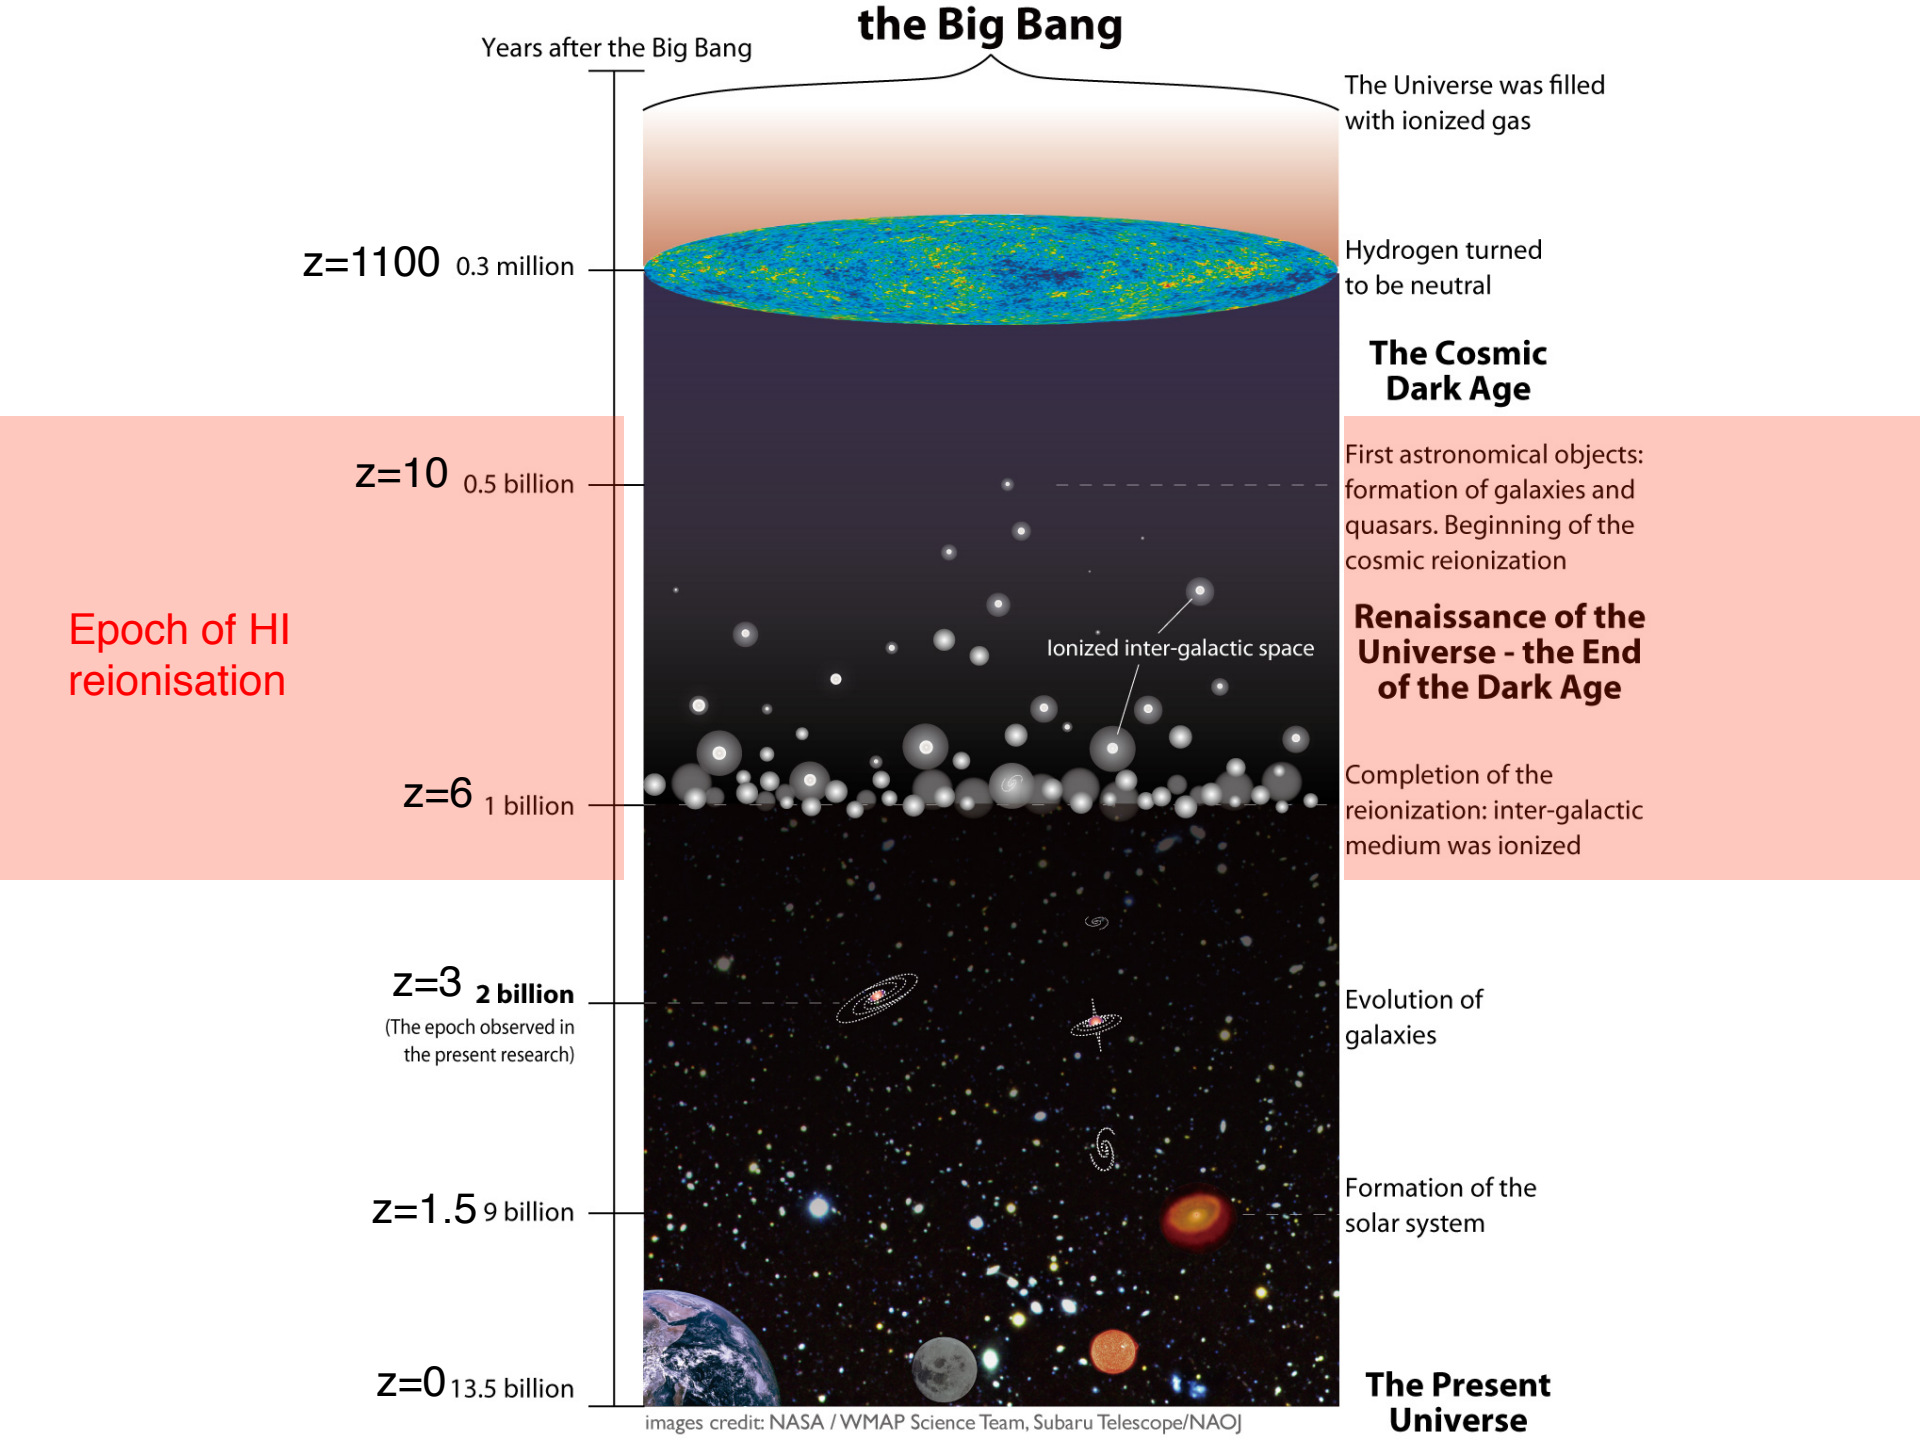 the Big Bang
Years after the Big Bang
The Universe was filled
with ionized gas
z=1100 0.3 million
Hydrogen turned
to be neutral
The Cosmic
Dark Age
z=10 0.5 billion
First astronomical objects:
formation of galaxies and
quasars. Beginning of the
cosmic reionization
Epoch of HI
reionisation
Ionized inter-galactic space
Renaissance of the
Universe - the End
of the Dark Age
z=6 1 billion
Completion of the
reionization: inter-galactic
medium was ionized
z=3 2 billion
(The epoch observed in
the present research)
Evolution of
galaxies
z=1.5 9 billion
Formation of the
solar system
z=0 13.5 billion
The Present
Universe
images credit: NASA / WMAP Science Team, Subaru Telescope/NAOJ